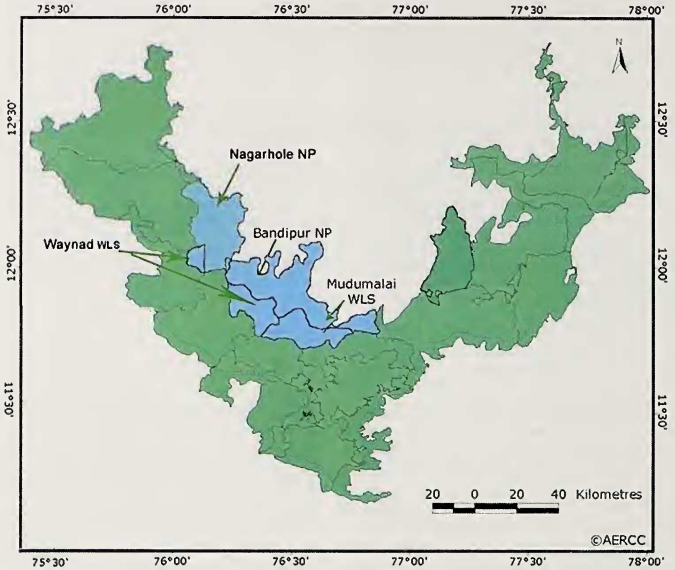 75°30' 76°00' 76°30' 77°00' 77°30' 78°00'
N
12°30' 12°30'
Nagarhole NP
Bandipur NP
Waynad WLS
12°00' 12°00'
Mudumalai
WLS
11°30' 11°30'
20 0 20 40 Kilometres
©AERCC
75°30' 76°00' 76°30' 77°00' 77°30' 78°00'